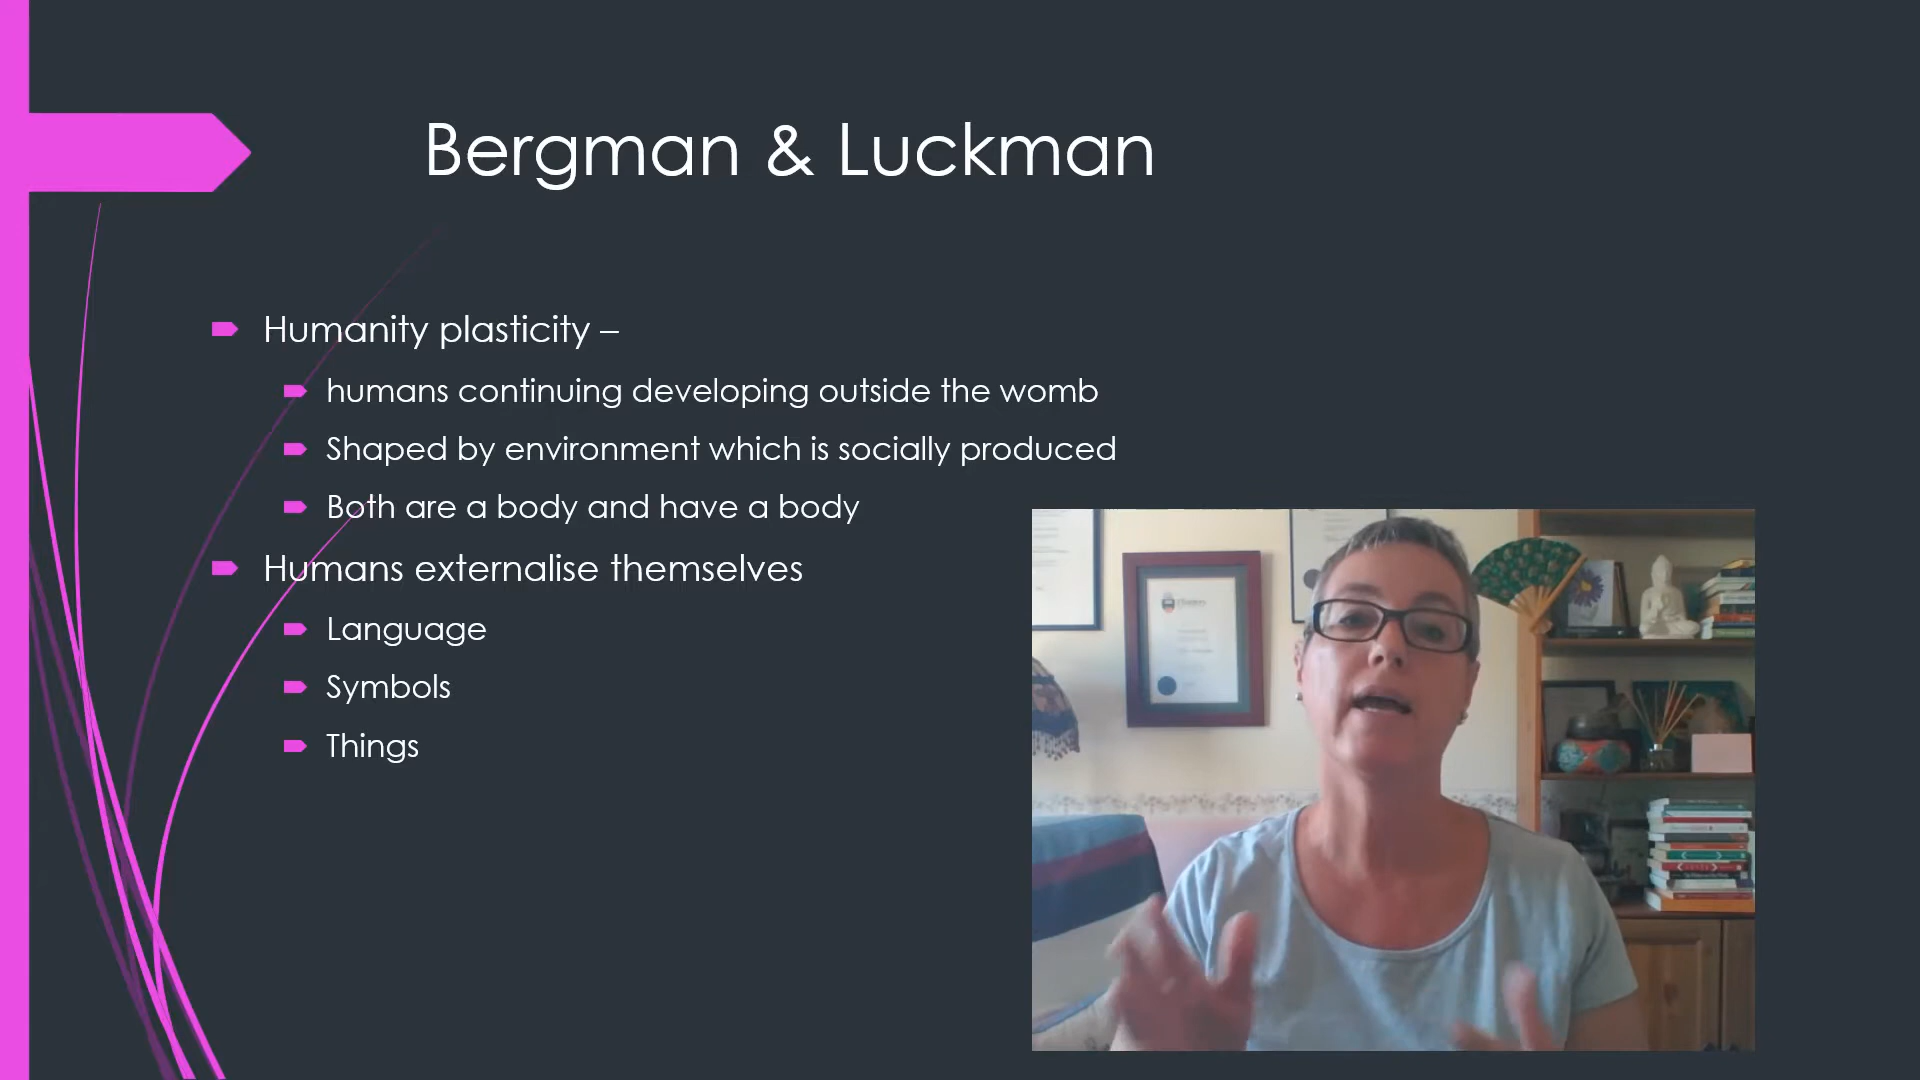 Bergman & Luckman
Humanity plasticity –
humans continuing developing outside the womb
Shaped by environment which is socially produced
Both are a body and have a body
Humans externalise themselves
Language
Symbols
Things